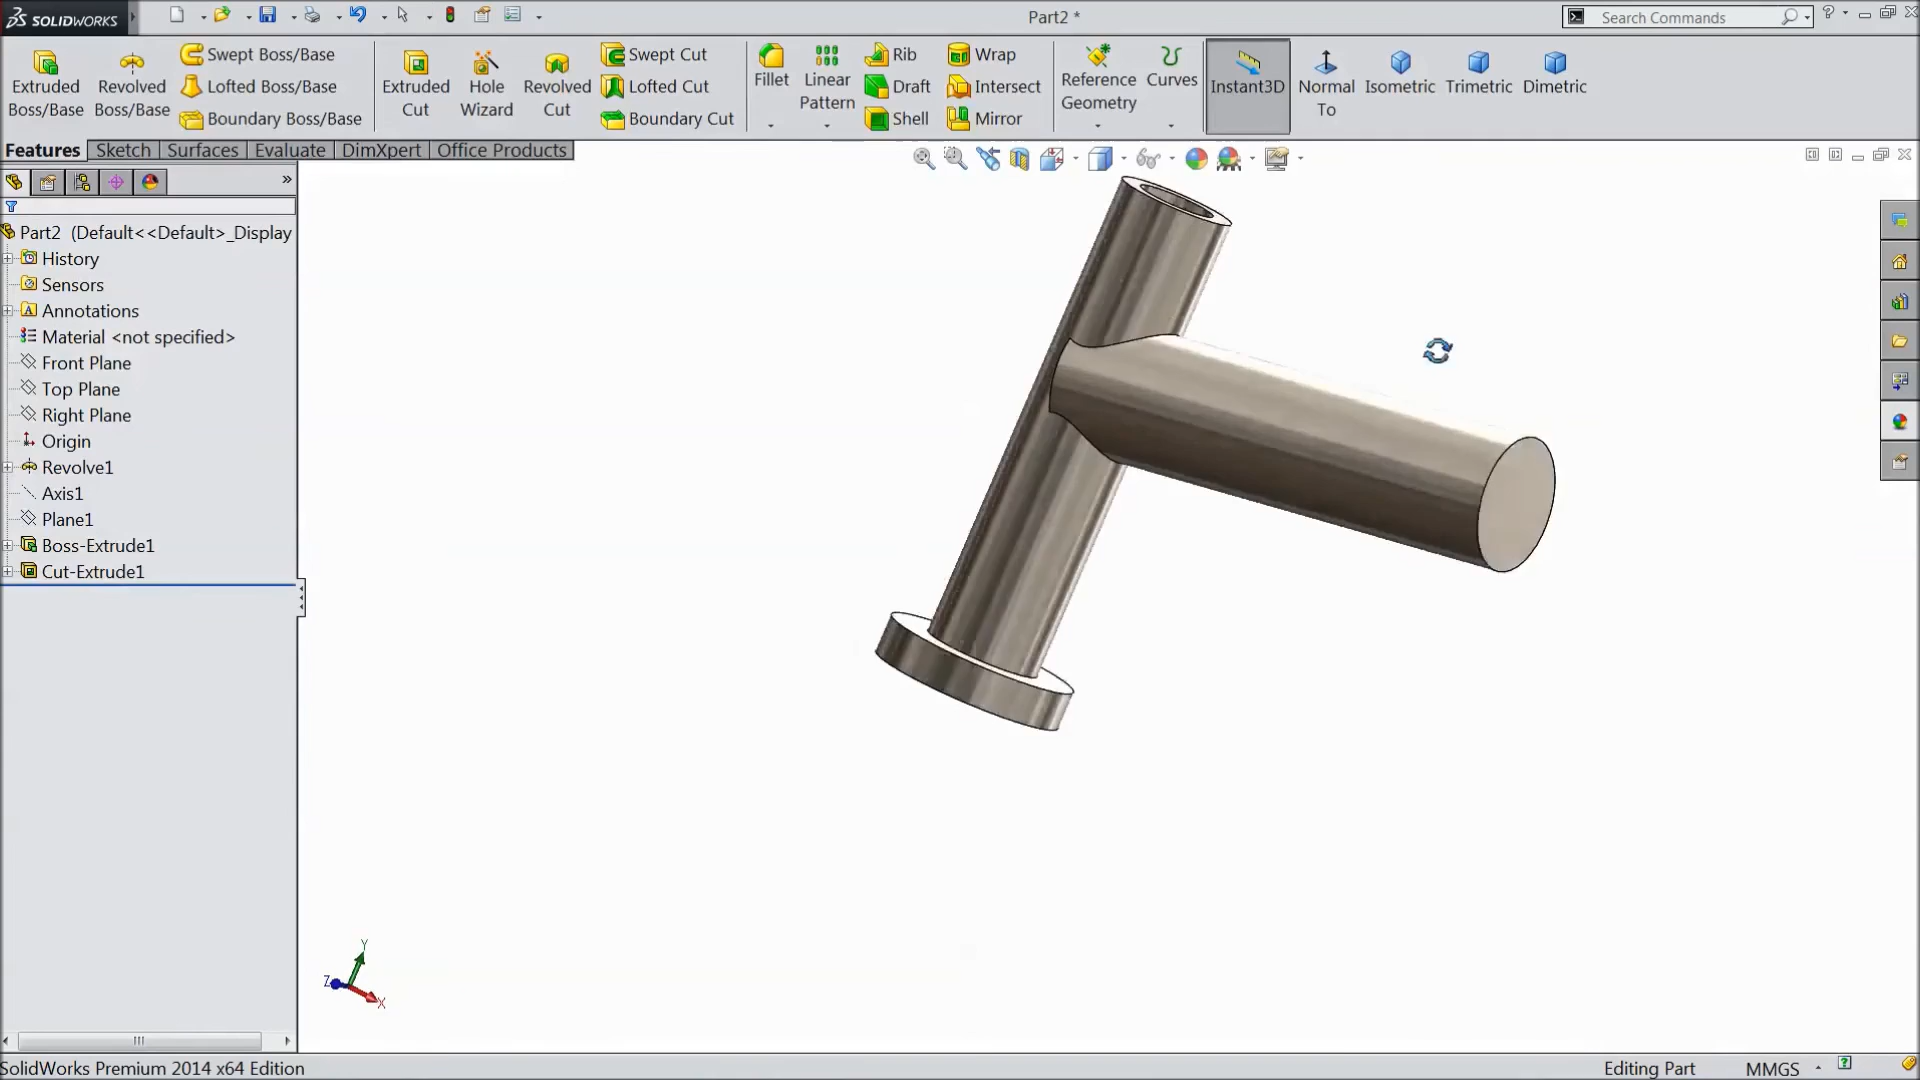 SOLIDWORKS
Part2 *
Search Commands
Extruded Boss/Base
Revolved Boss/Base
Swept Boss/Base
Lofted Boss/Base
Boundary Boss/Base
Extruded Cut
Hole Wizard
Revolved Cut
Swept Cut
Lofted Cut
Boundary Cut
Fillet
Linear Pattern
Rib
Draft
Shell
Wrap
Intersect
Mirror
Reference Geometry
Curves
Instant3D
Normal To
Isometric
Trimetric
Dimetric
Features
Sketch
Surfaces
Evaluate
DimXpert
Office Products
Part2 (Default<<Default>_Display
History
Sensors
Annotations
Material <not specified>
Front Plane
Top Plane
Right Plane
Origin
Revolve1
Axis1
Plane1
Boss-Extrude1
Cut-Extrude1
Y
Z
X
SolidWorks Premium 2014 x64 Edition
Editing Part
MMGS